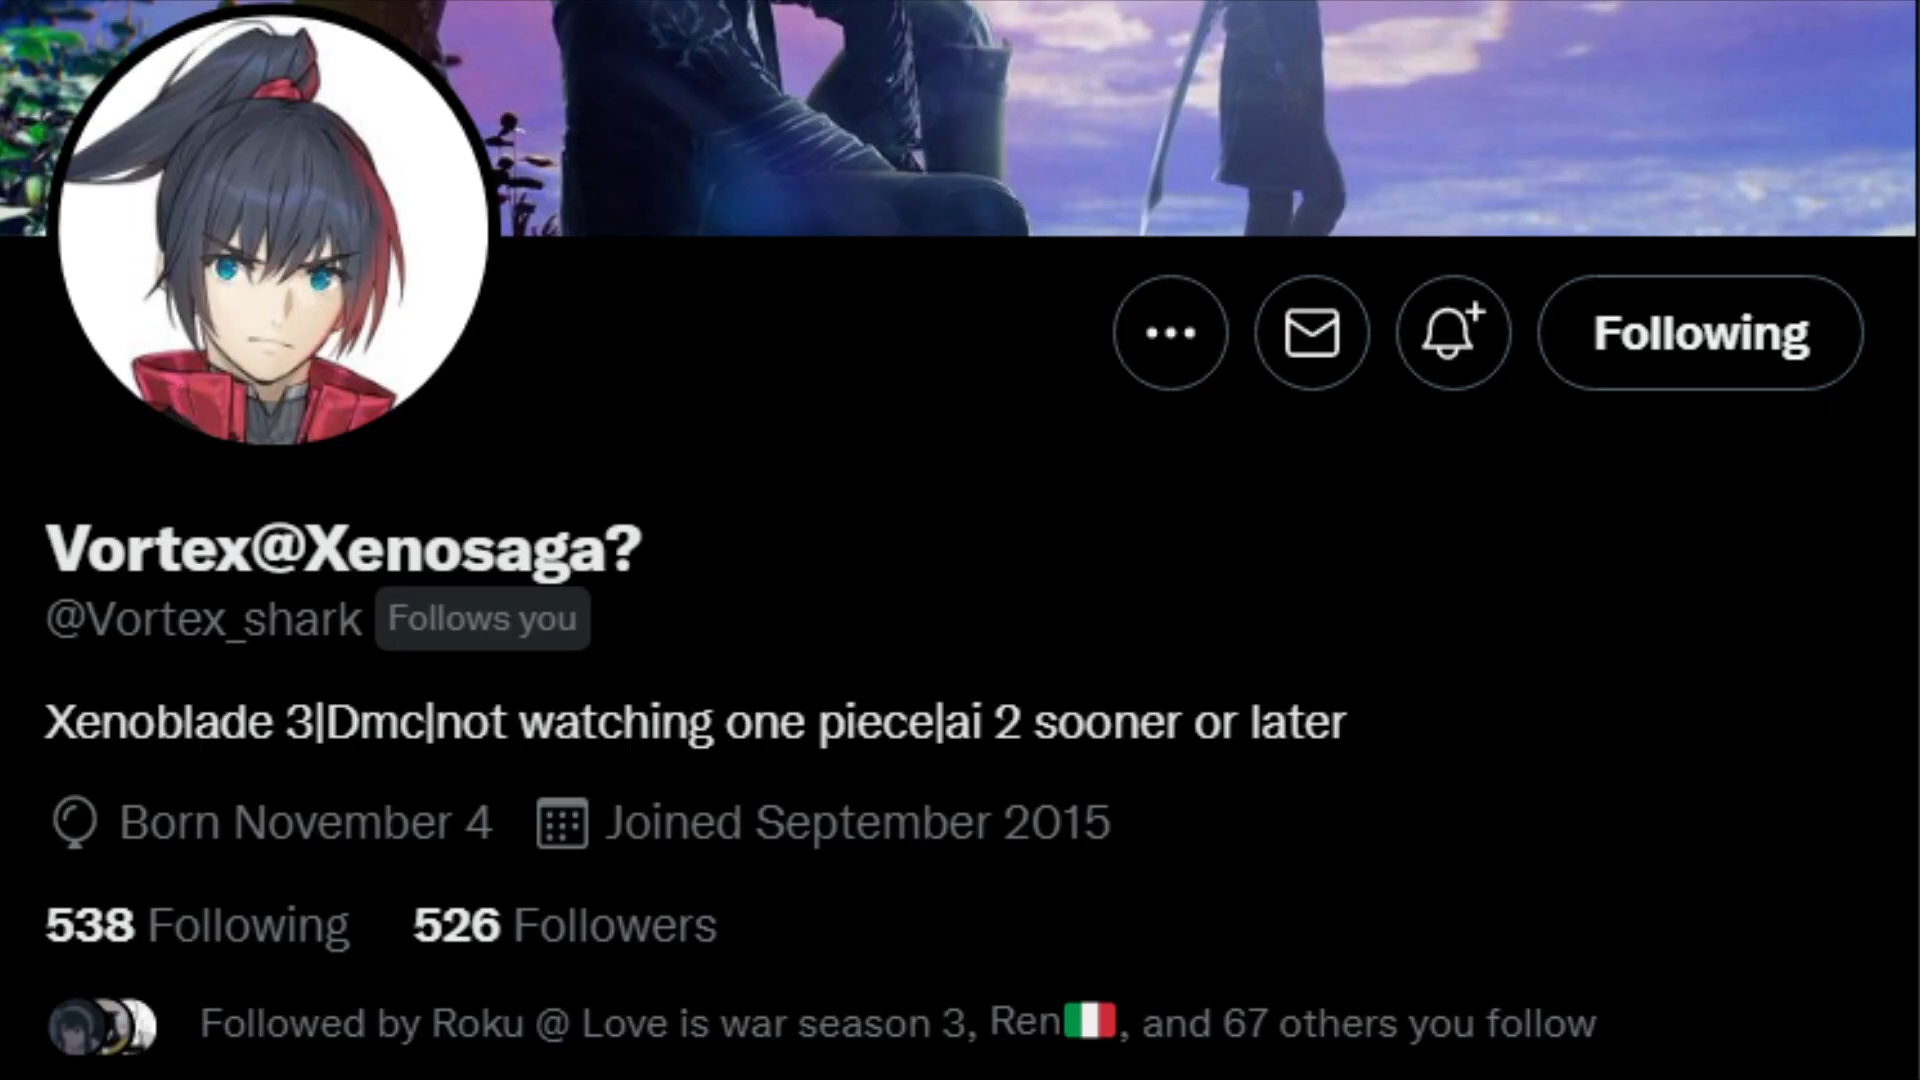 Following
Vortex@Xenosaga?
@Vortex_shark Follows you
Xenoblade 3|Dmc|not watching one piece|ai 2 sooner or later
Born November 4 Joined September 2015
538 Following 526 Followers
Followed by Roku @ Love is war season 3, Ren🇮🇹, and 67 others you follow